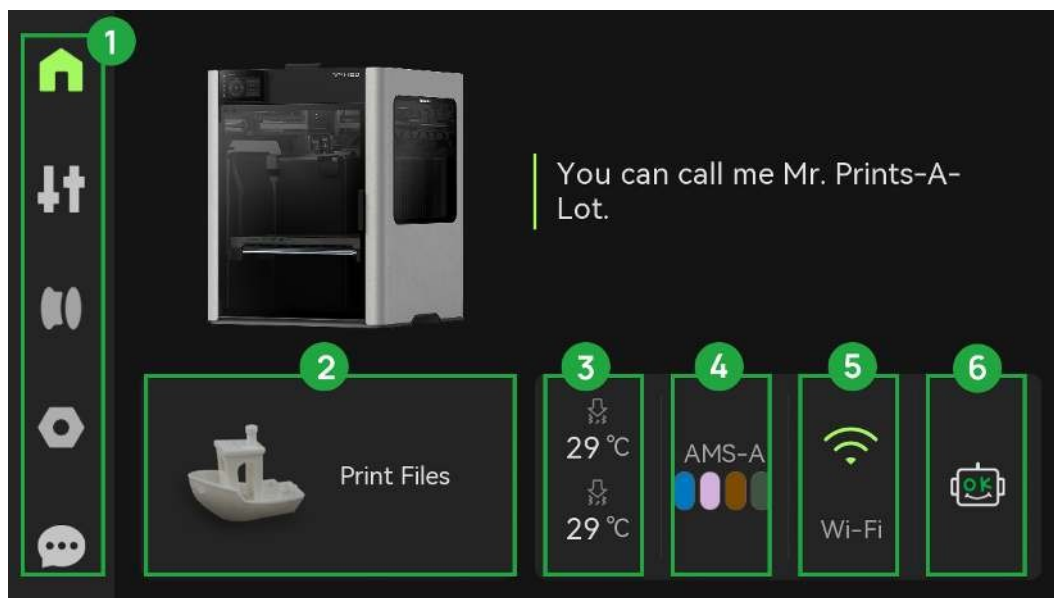 1
You can call me Mr. Prints-A-
Lot.
2
Print Files
3
29 °C
29 °C
4
AMS-A
5
Wi-Fi
6
OK